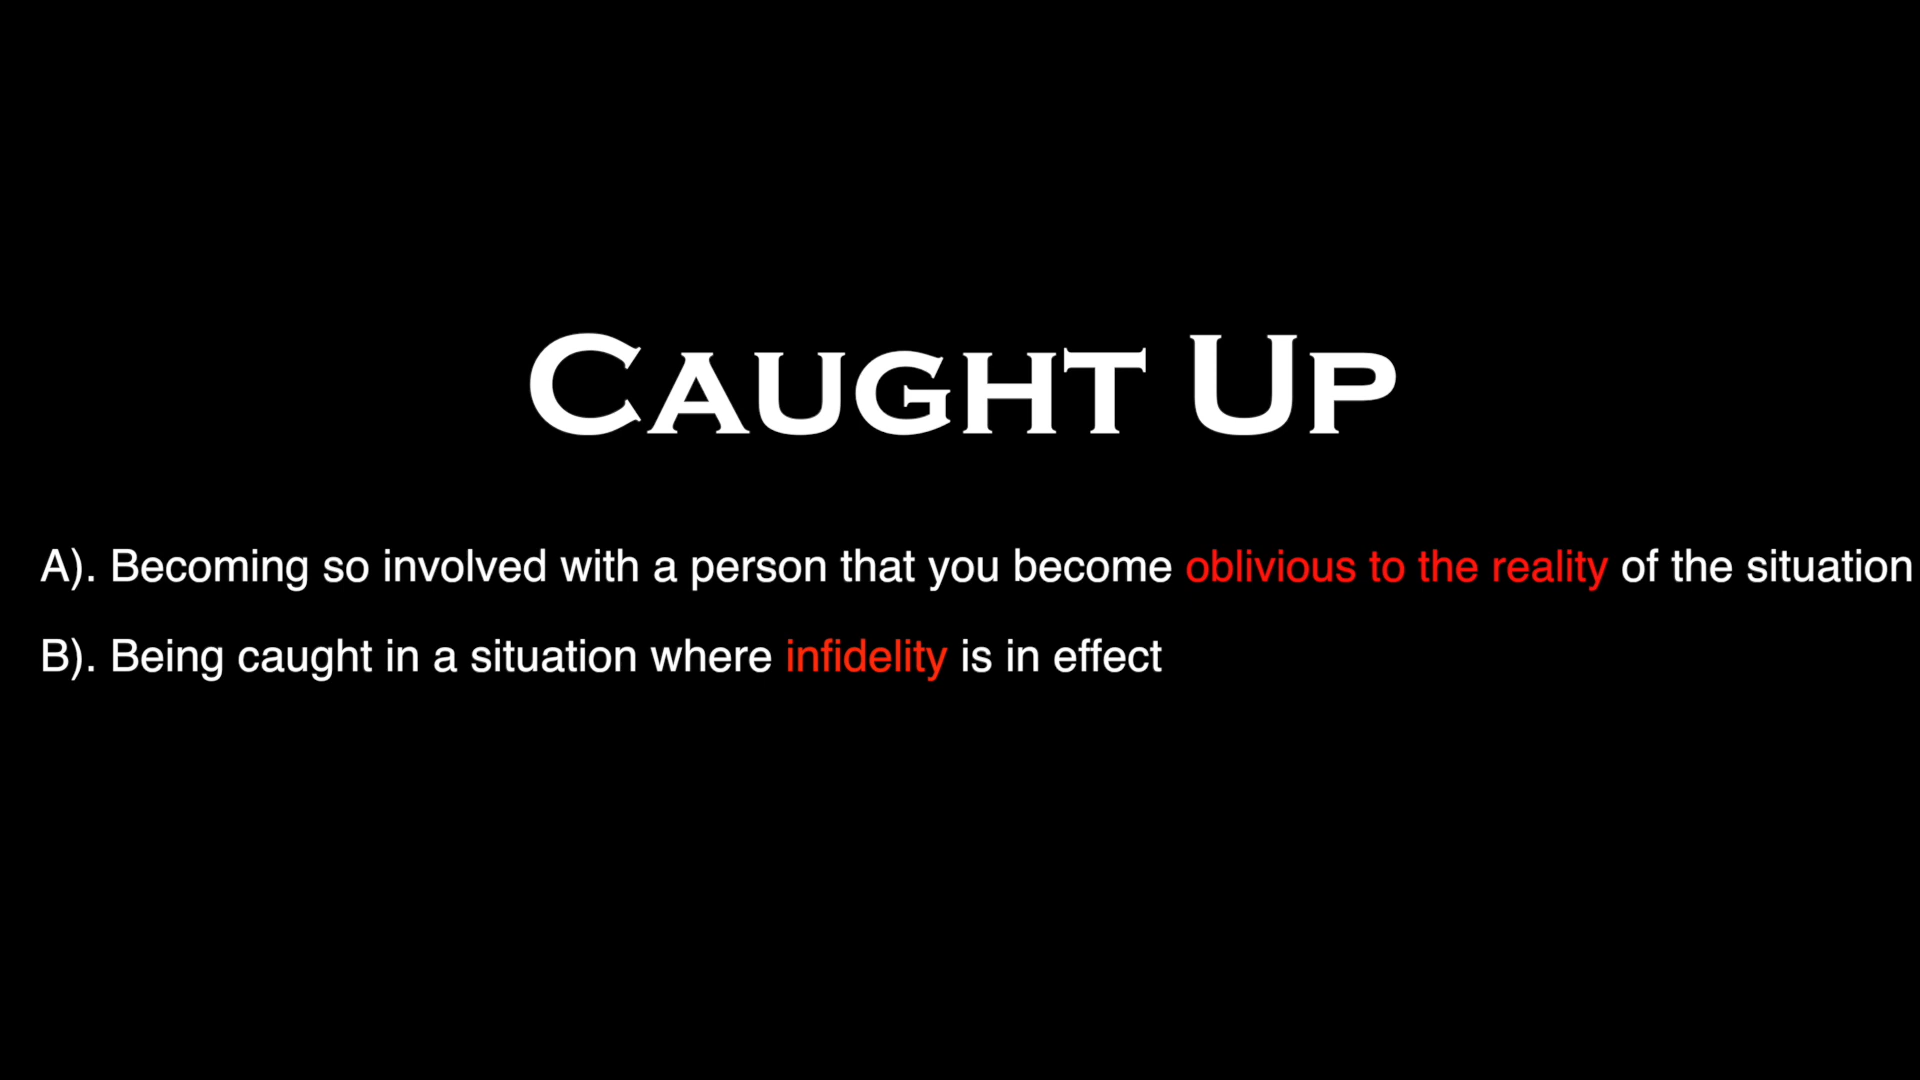 Caught Up
A). Becoming so involved with a person that you become oblivious to the reality of the situation
B). Being caught in a situation where infidelity is in effect